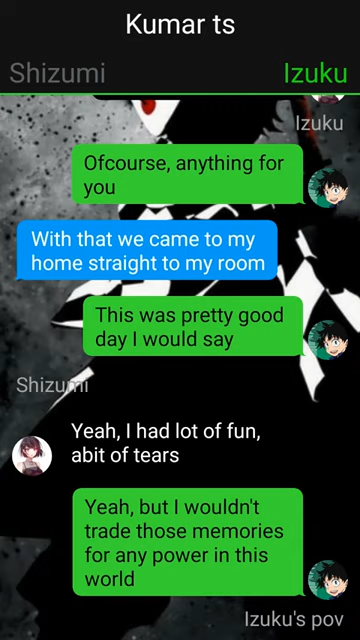 Kumar ts
Shizumi
Izuku
Izuku
Ofcourse, anything for
you
With that we came to my
home straight to my room
This was pretty good
day I would say
Shizumi
Yeah, I had lot of fun,
abit of tears
Yeah, but I wouldn't
trade those memories
for any power in this
world
Izuku's pov